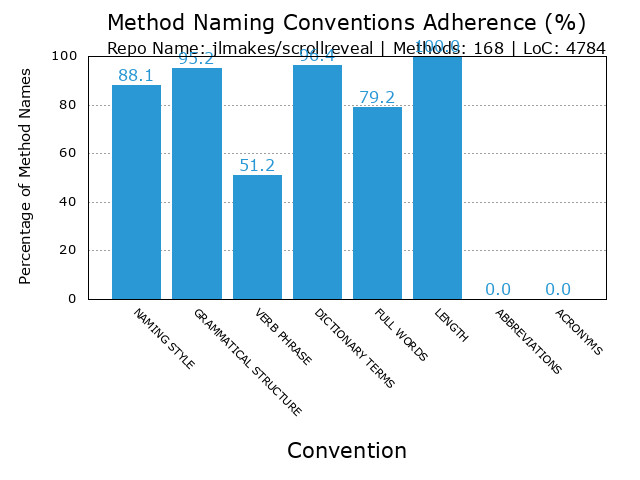 Method Naming Conventions Adherence (%)
Repo Name: jlmakes/scrollreveal | Methods: 168 | LoC: 4784
Percentage of Method Names
100
80
60
40
20
0
88.1
95.2
51.2
96.4
79.2
100.0
0.0
0.0
NAMING STYLE
GRAMMATICAL STRUCTURE
VERB PHRASE
DICTIONARY TERMS
FULL WORDS
LENGTH
ABBREVIATIONS
ACRONYMS
Convention